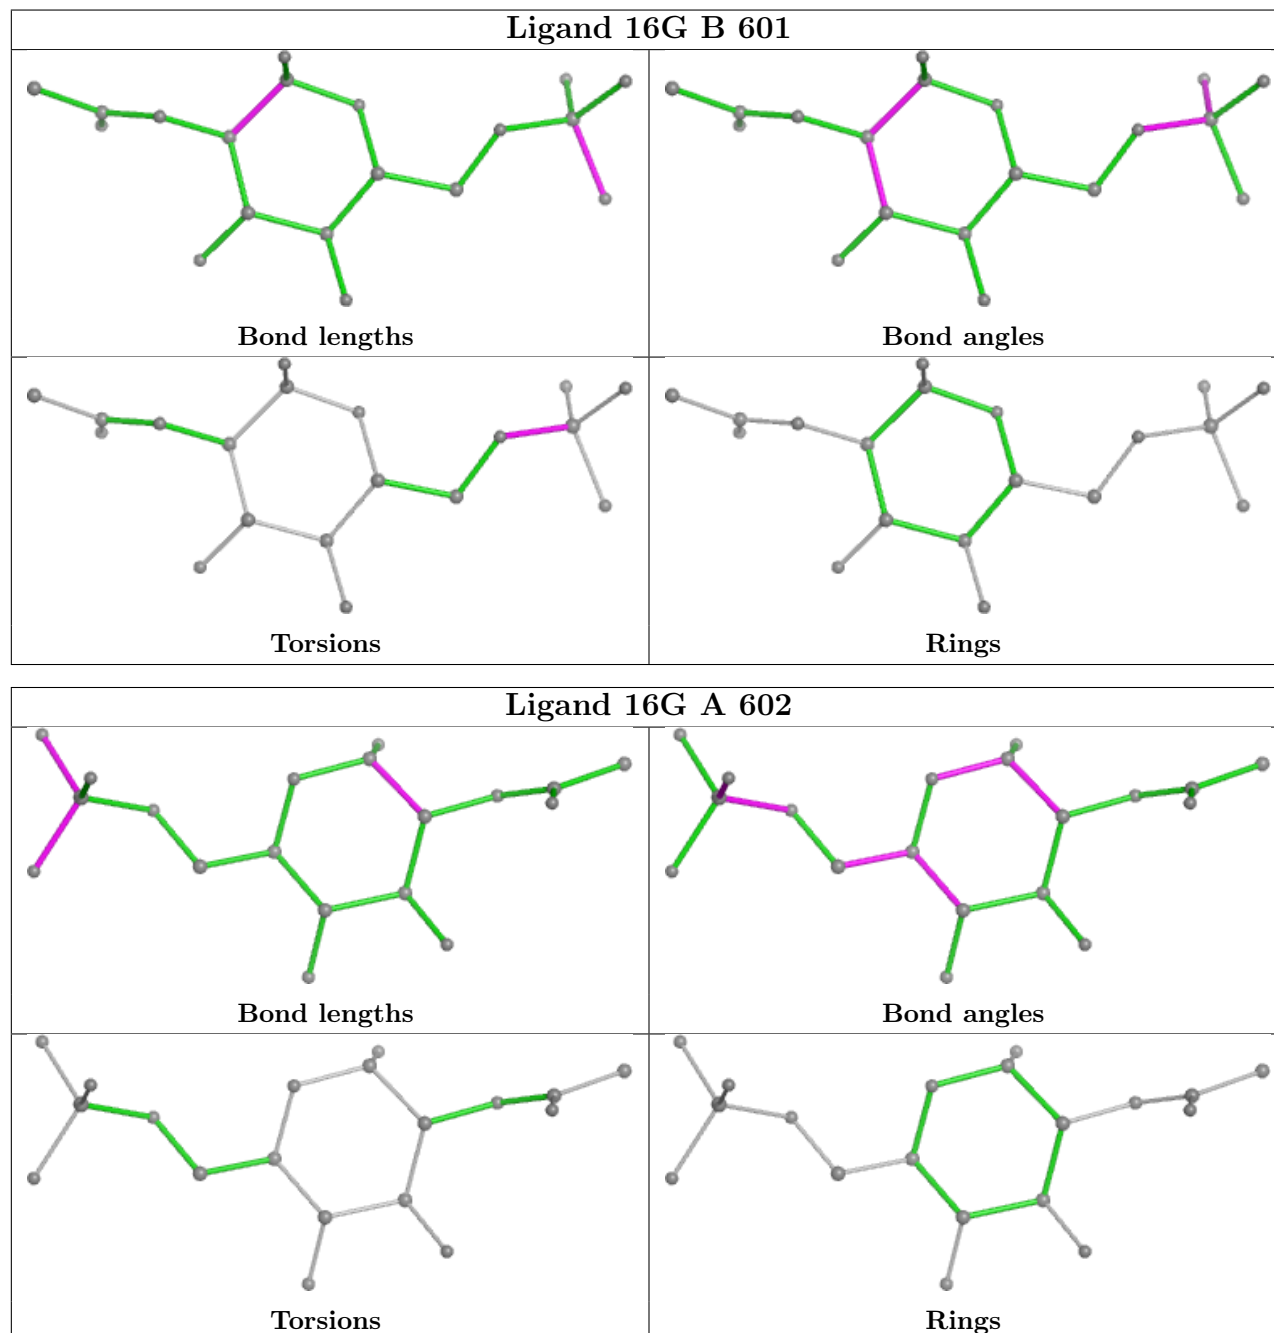 Ligand 16G B 601
Bond lengths
Bond angles
Torsions
Rings
Ligand 16G A 602
Bond lengths
Bond angles
Torsions
Rings